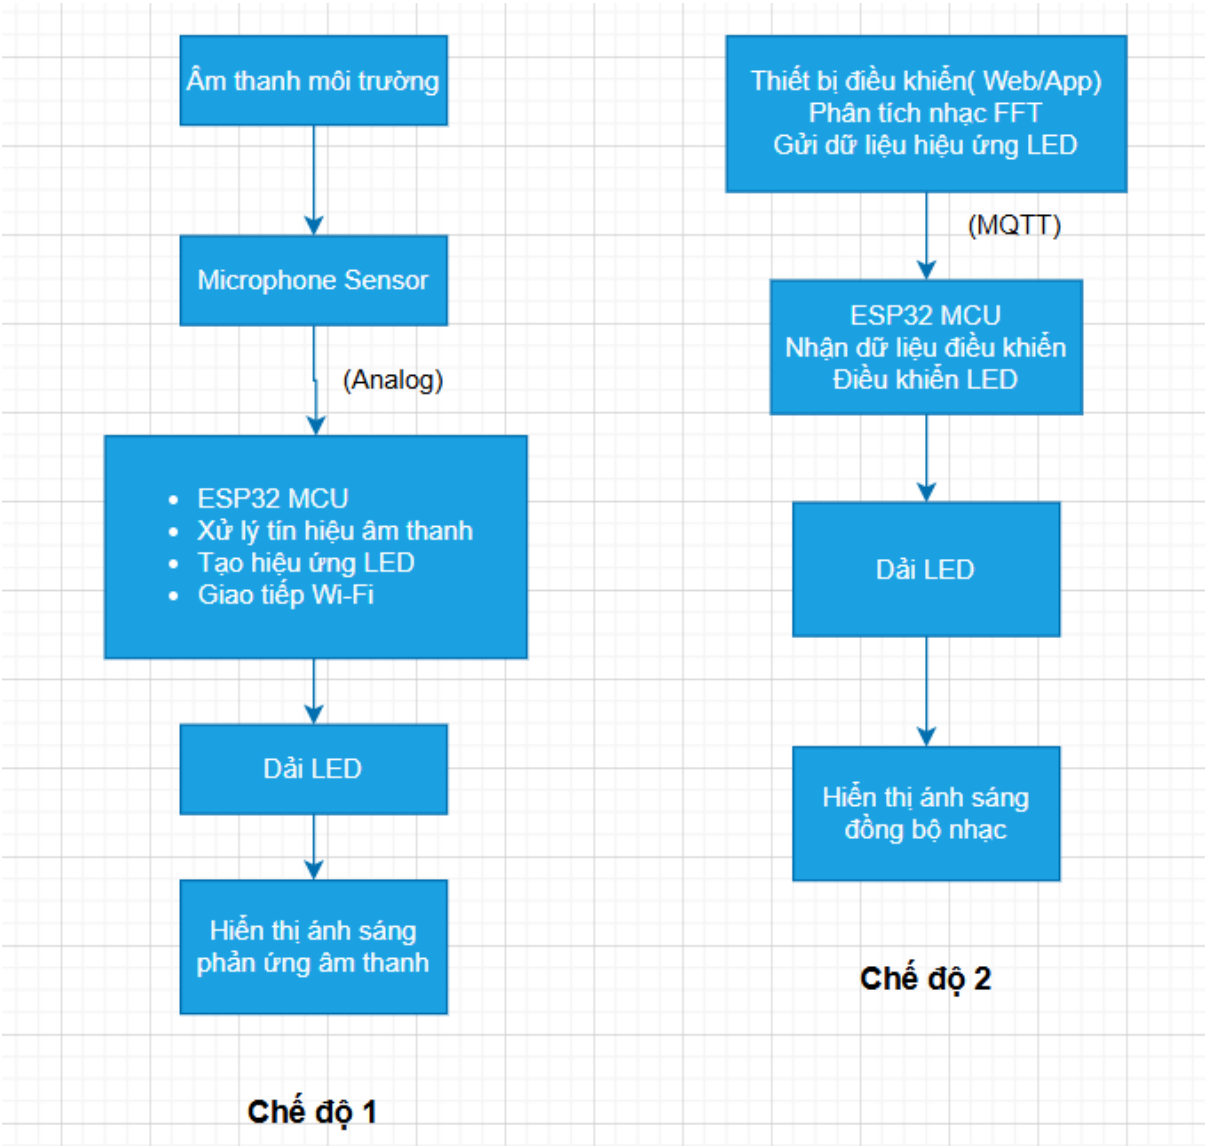 Âm thanh môi trường
Microphone Sensor
(Analog)
• ESP32 MCU
• Xử lý tín hiệu âm thanh
• Tạo hiệu ứng LED
• Giao tiếp Wi-Fi
Dải LED
Hiển thị ánh sáng
phản ứng âm thanh
Chế độ 1
Thiết bị điều khiển( Web/App)
Phân tích nhạc FFT
Gửi dữ liệu hiệu ứng LED
(MQTT)
ESP32 MCU
Nhận dữ liệu điều khiển
Điều khiển LED
Dải LED
Hiển thị ánh sáng
đồng bộ nhạc
Chế độ 2